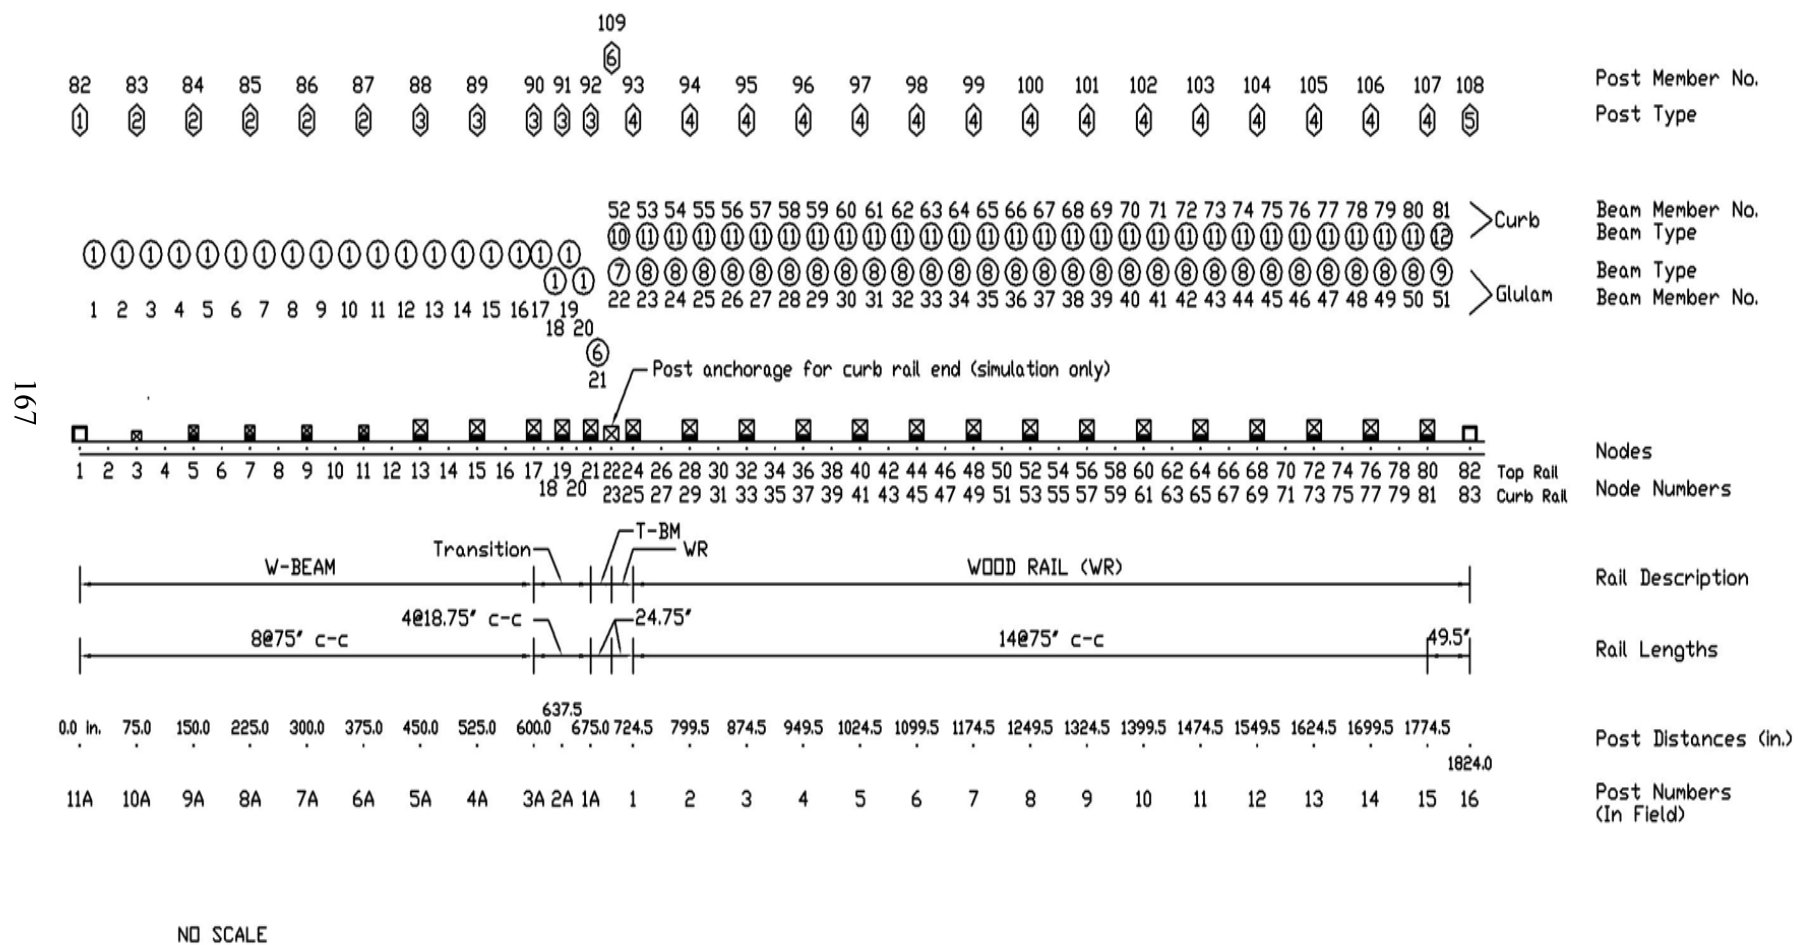 109
6
82 83 84 85 86 87 88 89 90 91 92 93 94 95 96 97 98 99 100 101 102 103 104 105 106 107 108 Post Member No.
1 2 2 2 2 2 3 3 3 3 3 4 4 4 4 4 4 4 4 4 4 4 4 4 4 4 5 Post Type
52 53 54 55 56 57 58 59 60 61 62 63 64 65 66 67 68 69 70 71 72 73 74 75 76 77 78 79 80 81 Beam Member No.
Curb
10 11 11 11 11 11 11 11 11 11 11 11 11 11 11 11 11 11 11 11 11 11 11 11 11 11 11 11 11 12 Beam Type
1 1 1 1 1 1 1 1 1 1 1 1 1 1 1 1 1 1
7 8 8 8 8 8 8 8 8 8 8 8 8 8 8 8 8 8 8 8 8 8 8 8 8 8 8 8 8 9 Beam Type
1 1
Glulam
22 23 24 25 26 27 28 29 30 31 32 33 34 35 36 37 38 39 40 41 42 43 44 45 46 47 48 49 50 51 Beam Member No.
1 2 3 4 5 6 7 8 9 10 11 12 13 14 15 16 17 19
18 20
6
21
Post anchorage for curb rail end (simulation only)
167
Nodes
1 2 3 4 5 6 7 8 9 10 11 12 13 14 15 16 17 19 21 22 24 26 28 30 32 34 36 38 40 42 44 46 48 50 52 54 56 58 60 62 64 66 68 70 72 74 76 78 80 82 Top Rail
18 20 23 25 27 29 31 33 35 37 39 41 43 45 47 49 51 53 55 57 59 61 63 65 67 69 71 73 75 77 79 81 83 Curb Rail Node Numbers
T-BM
Transition WR
W-BEAM WOOD RAIL (WR) Rail Description
4@18.75" c-c 24.75"
8@75" c-c 14@75" c-c 49.5" Rail Lengths
637.5
0.0 in. 75.0 150.0 225.0 300.0 375.0 450.0 525.0 600.0 675.0 724.5 799.5 874.5 949.5 1024.5 1099.5 1174.5 1249.5 1324.5 1399.5 1474.5 1549.5 1624.5 1699.5 1774.5 Post Distances (in.)
1824.0
11A 10A 9A 8A 7A 6A 5A 4A 3A 2A 1A 1 2 3 4 5 6 7 8 9 10 11 12 13 14 15 16 Post Numbers
(In Field)
NO SCALE